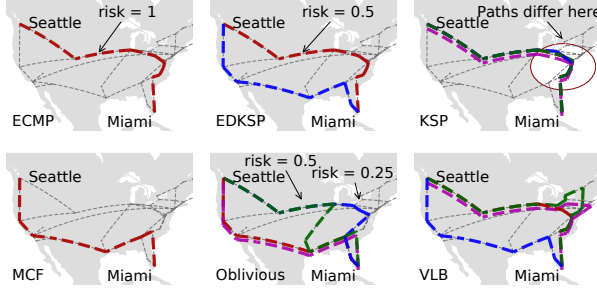 risk = 1
Seattle
ECMP
Miami
risk = 0.5
Seattle
EDKSP
Miami
Paths differ here
Seattle
KSP
Miami
Seattle
MCF
Miami
risk = 0.5
risk = 0.25
Seattle
Oblivious
Miami
Seattle
VLB
Miami